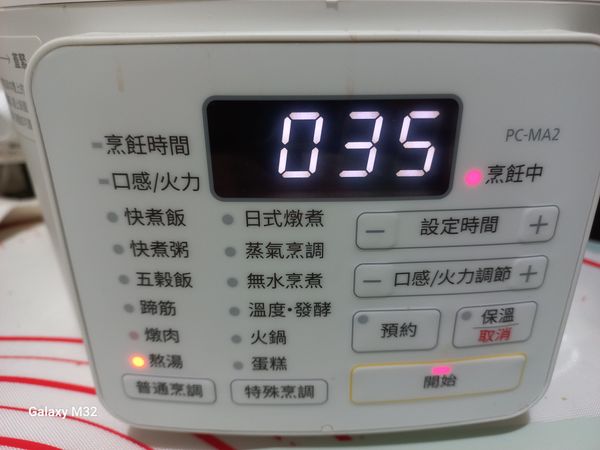 035
PC-MA2
烹飪時間
烹飪中
口感/火力
快煮飯
日式燉煮
設定時間
快煮粥
蒸氣烹調
五穀飯
無水烹煮
口感/火力調節
蹄筋
溫度·發酵
預約
保溫
取消
燉肉
火鍋
熬湯
蛋糕
開始
普通烹調
特殊烹調
Galaxy M32